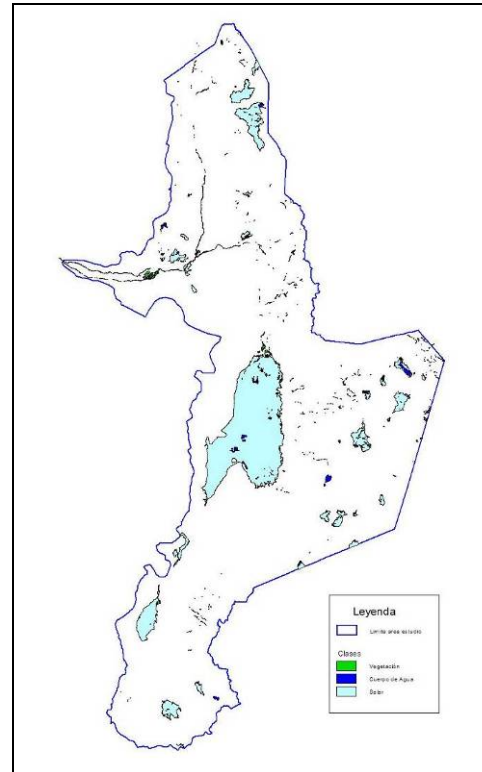 Leyenda
Limite area estudio
Clases
Vegetación
Cuerpo de Agua
Salar